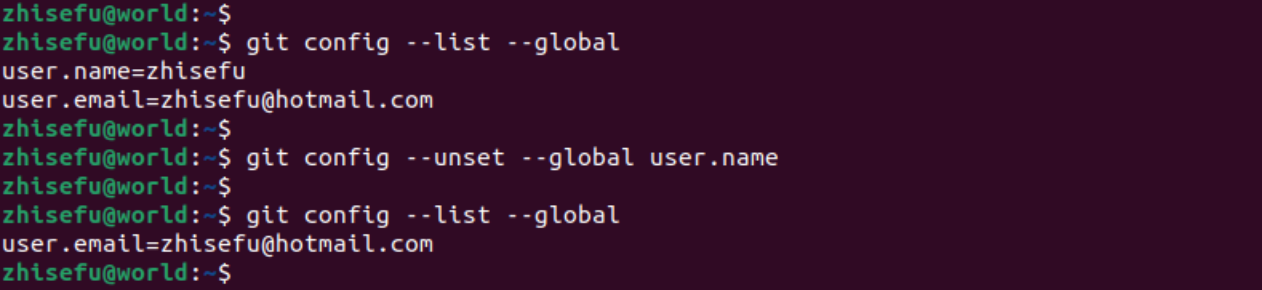 zhisefu@world:~$
zhisefu@world:~$ git config --list --global
user.name=zhisefu
user.email=zhisefu@hotmail.com
zhisefu@world:~$
zhisefu@world:~$ git config --unset --global user.name
zhisefu@world:~$
zhisefu@world:~$ git config --list --global
user.email=zhisefu@hotmail.com
zhisefu@world:~$